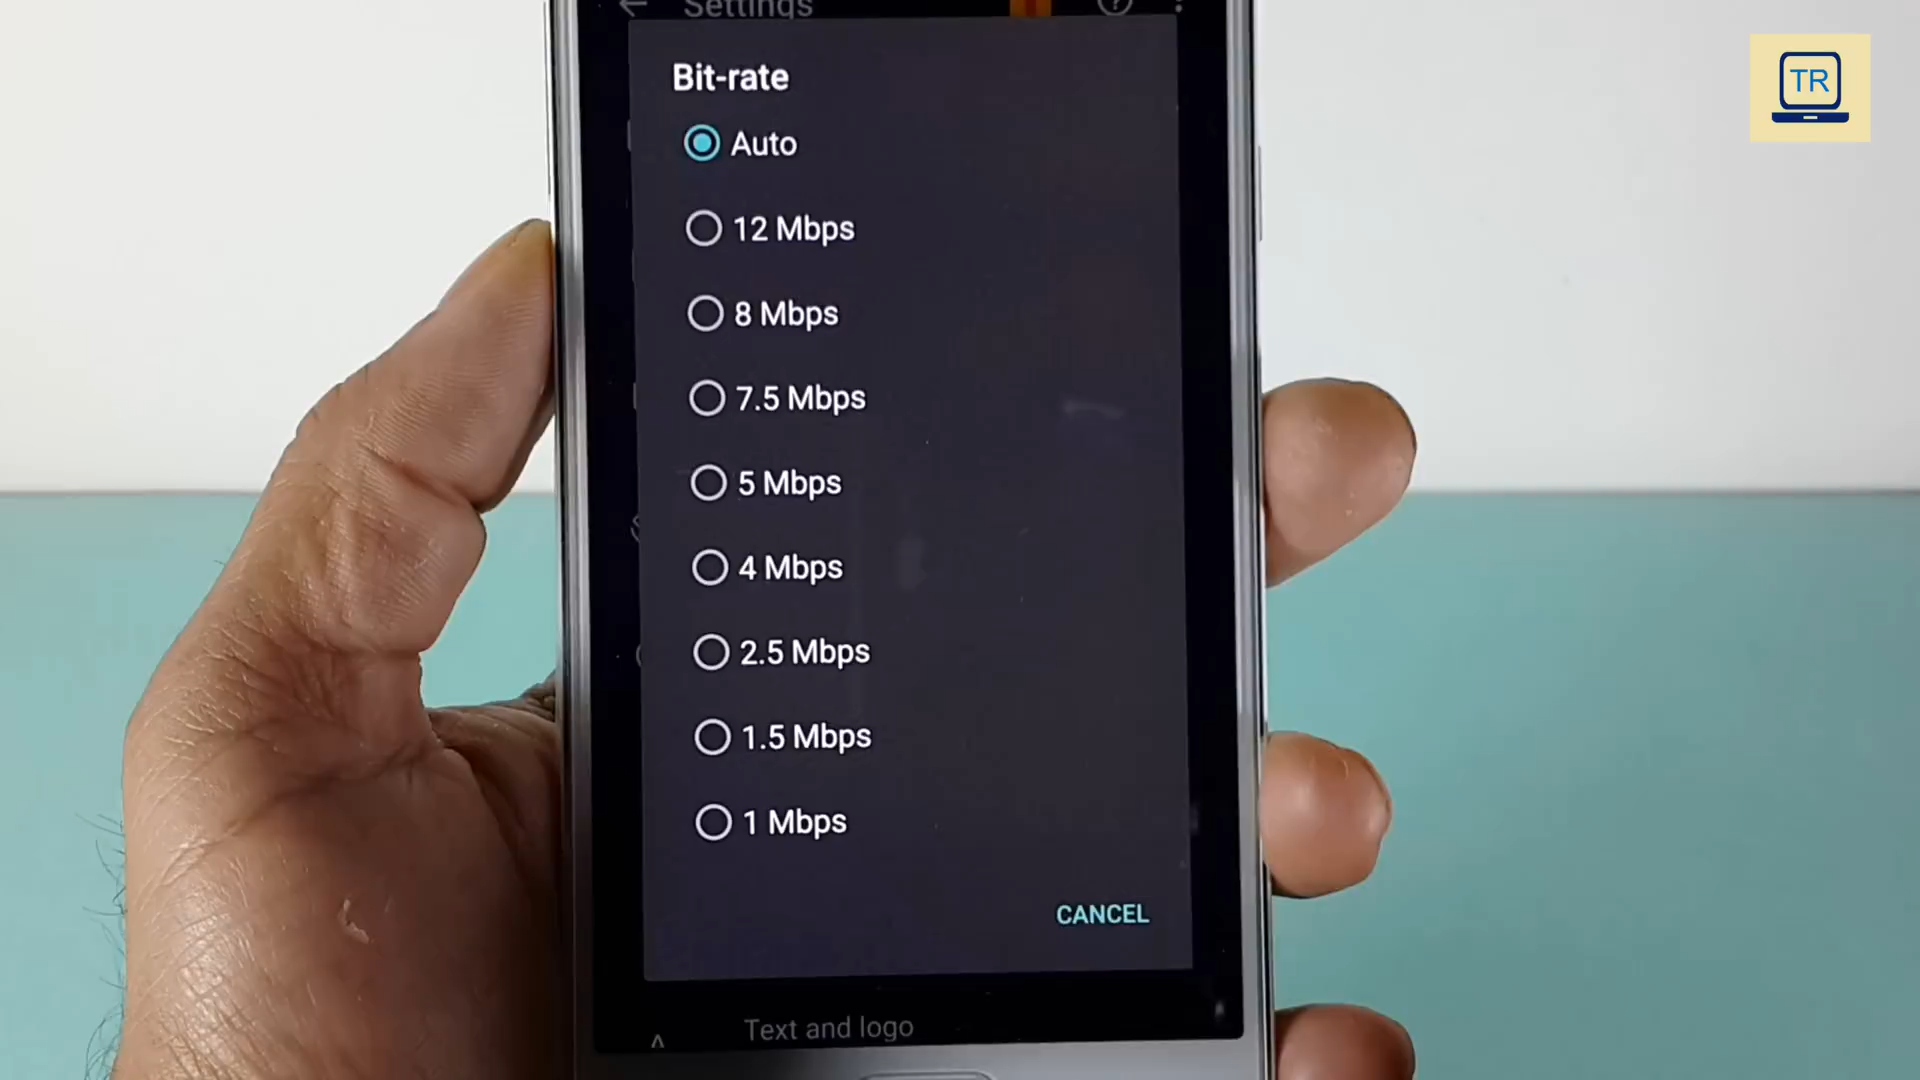 Settings
TR
Bit-rate
Auto
12 Mbps
8 Mbps
7.5 Mbps
5 Mbps
4 Mbps
2.5 Mbps
1.5 Mbps
1 Mbps
CANCEL
Text and logo